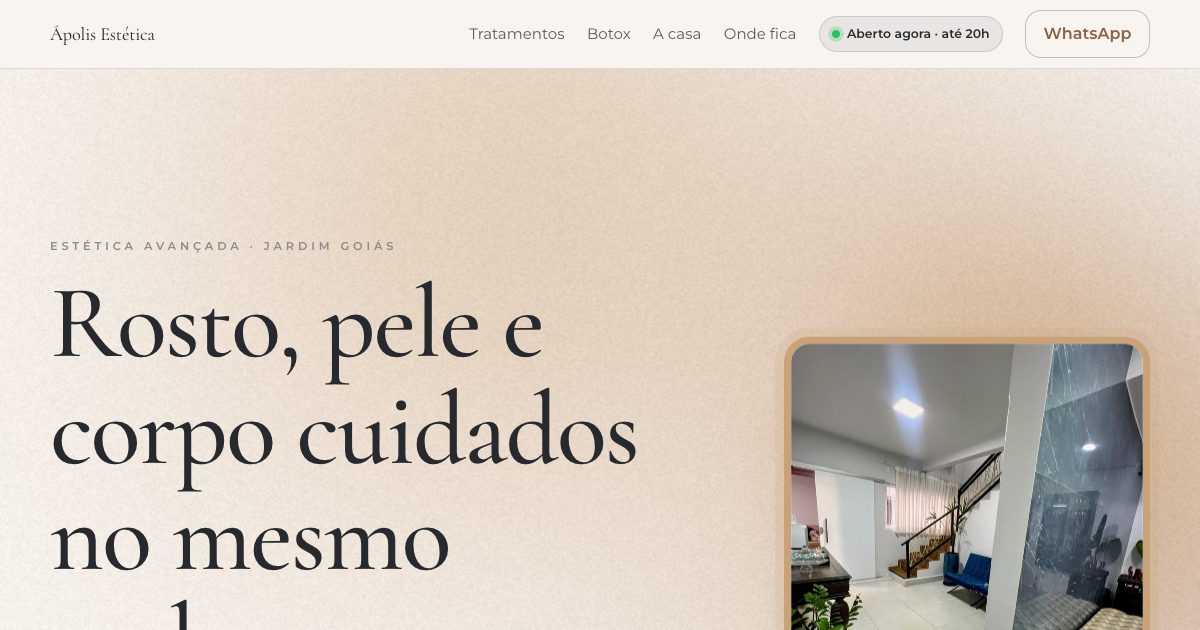 Ápolis Estética
Tratamentos
Botox
A casa
Onde fica
Aberto agora · até 20h
WhatsApp
ESTÉTICA AVANÇADA · JARDIM GOIÁS
Rosto, pele e
corpo cuidados
no mesmo